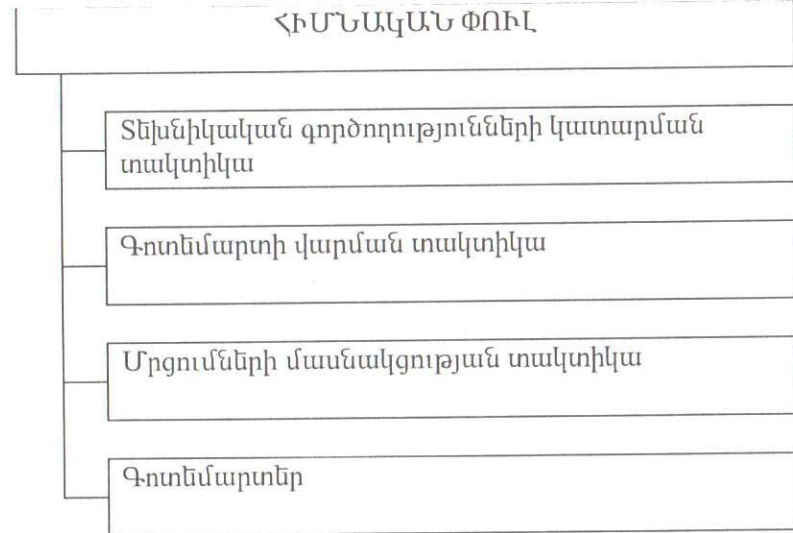 ՀԻՄՆԱԿԱՆ ՓՈՒԼ
Տեխնիկական գործողությունների կատարման
տակտիկա
Գոտեմարտի վարման տակտիկա
Մրցումների մասնակցության տակտիկա
Գոտեմարտեր